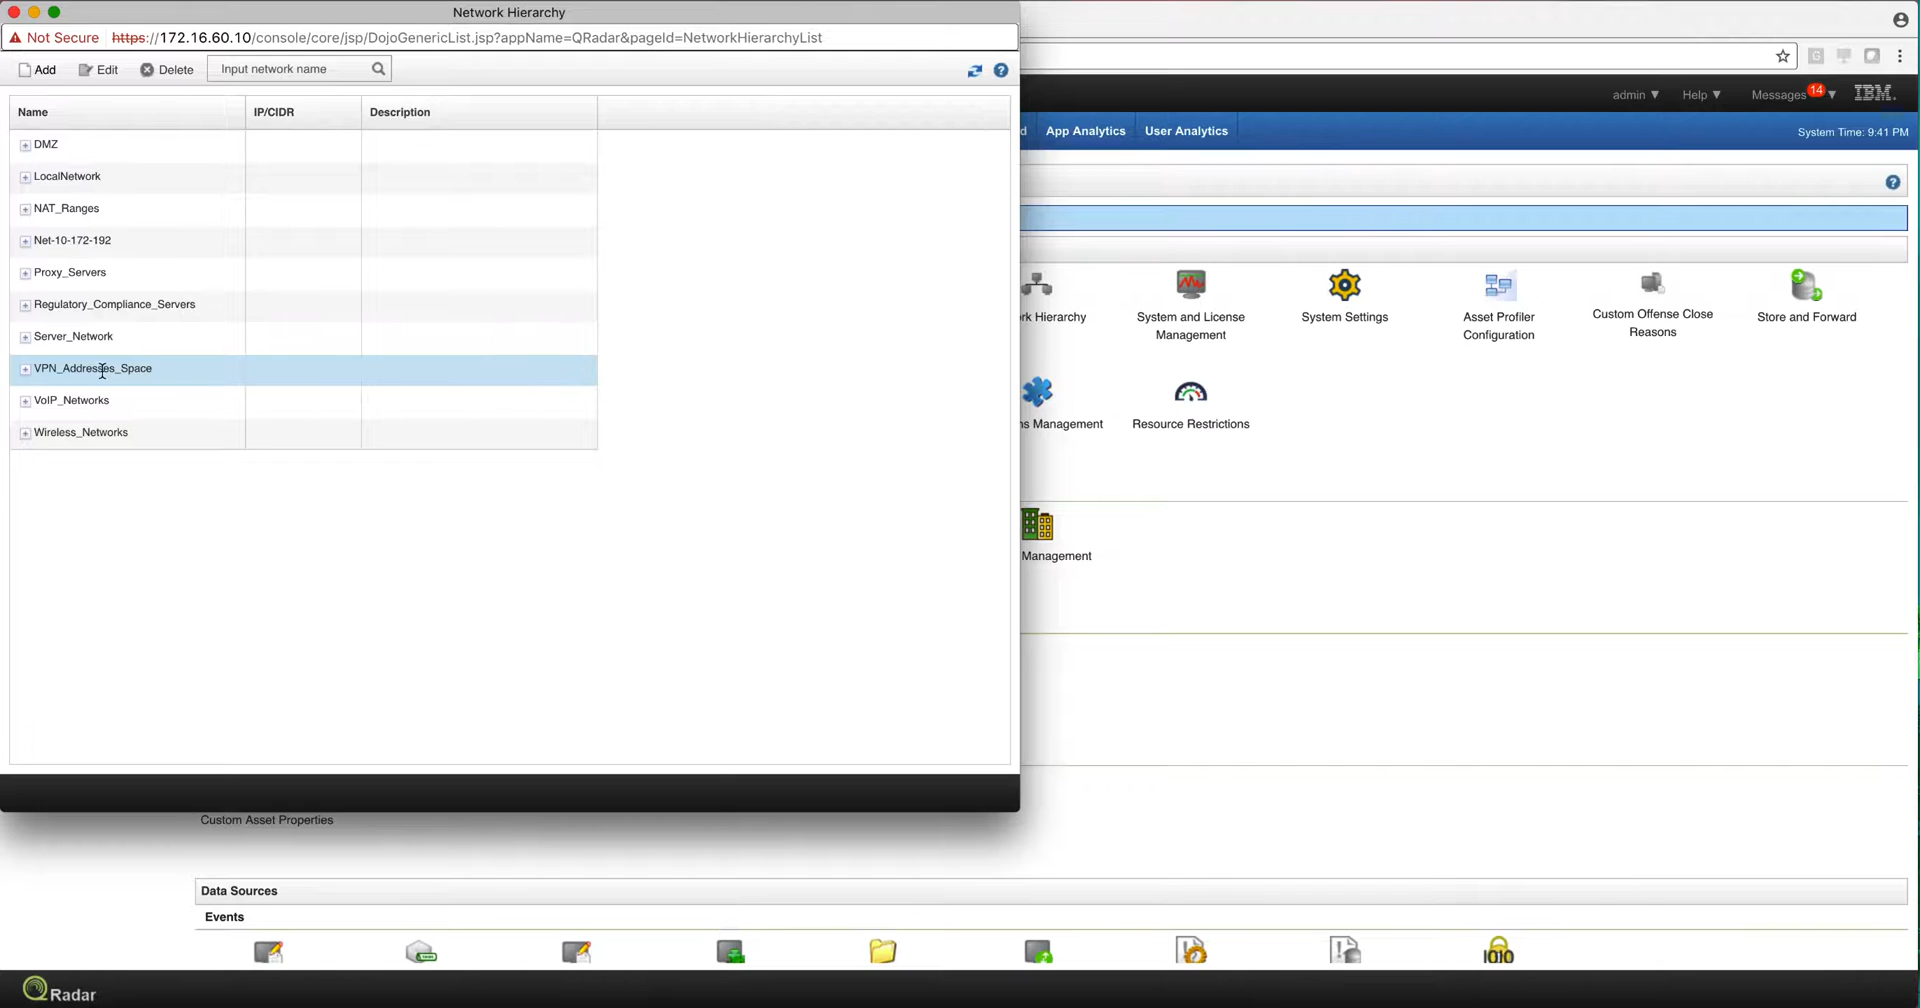 Network Hierarchy
Not Secure https://172.16.60.10/console/core/jsp/DojoGenericList.jsp?appName=QRadar&pageId=NetworkHierarchyList
Add Edit Delete Input network name
admin Help Messages 14 IBM
Name IP/CIDR Description
d App Analytics User Analytics System Time: 9:41 PM
DMZ
LocalNetwork
NAT_Ranges
Net-10-172-192
Proxy_Servers
Regulatory_Compliance_Servers
Server_Network
VPN_Addresses_Space
VoIP_Networks
Wireless_Networks
rk Hierarchy
System and License
Management
System Settings
Asset Profiler
Configuration
Custom Offense Close
Reasons
Store and Forward
ns Management
Resource Restrictions
Management
Custom Asset Properties
Data Sources
Events
QRadar